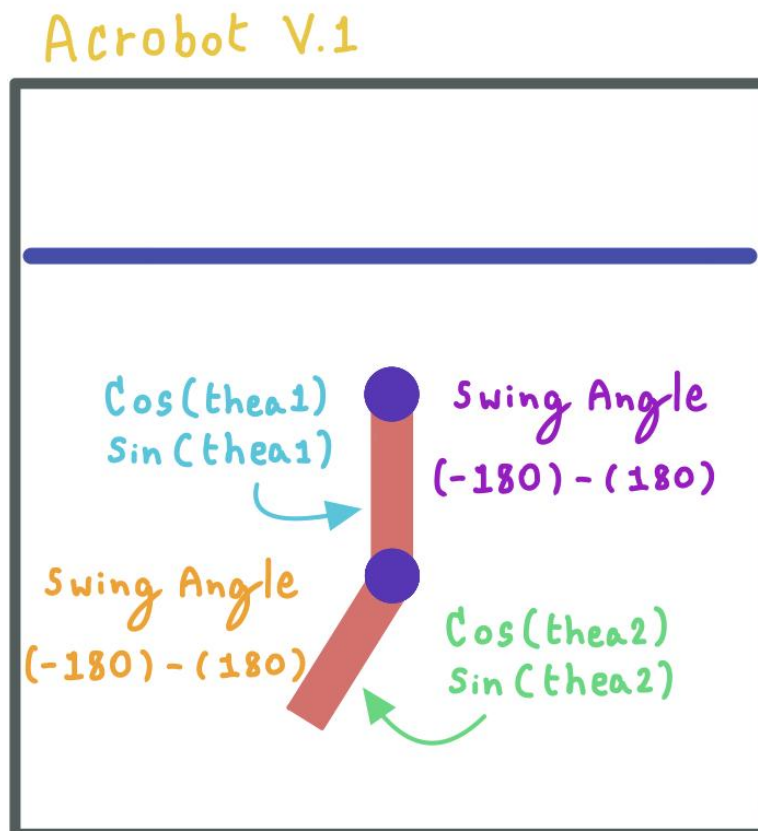 Acrobot V.1
Cos(thea1)
sin(thea1)
Swing Angle
(-180)-(180)
Swing Angle
(-180)-(180)
Cos(thea2)
sin(thea2)